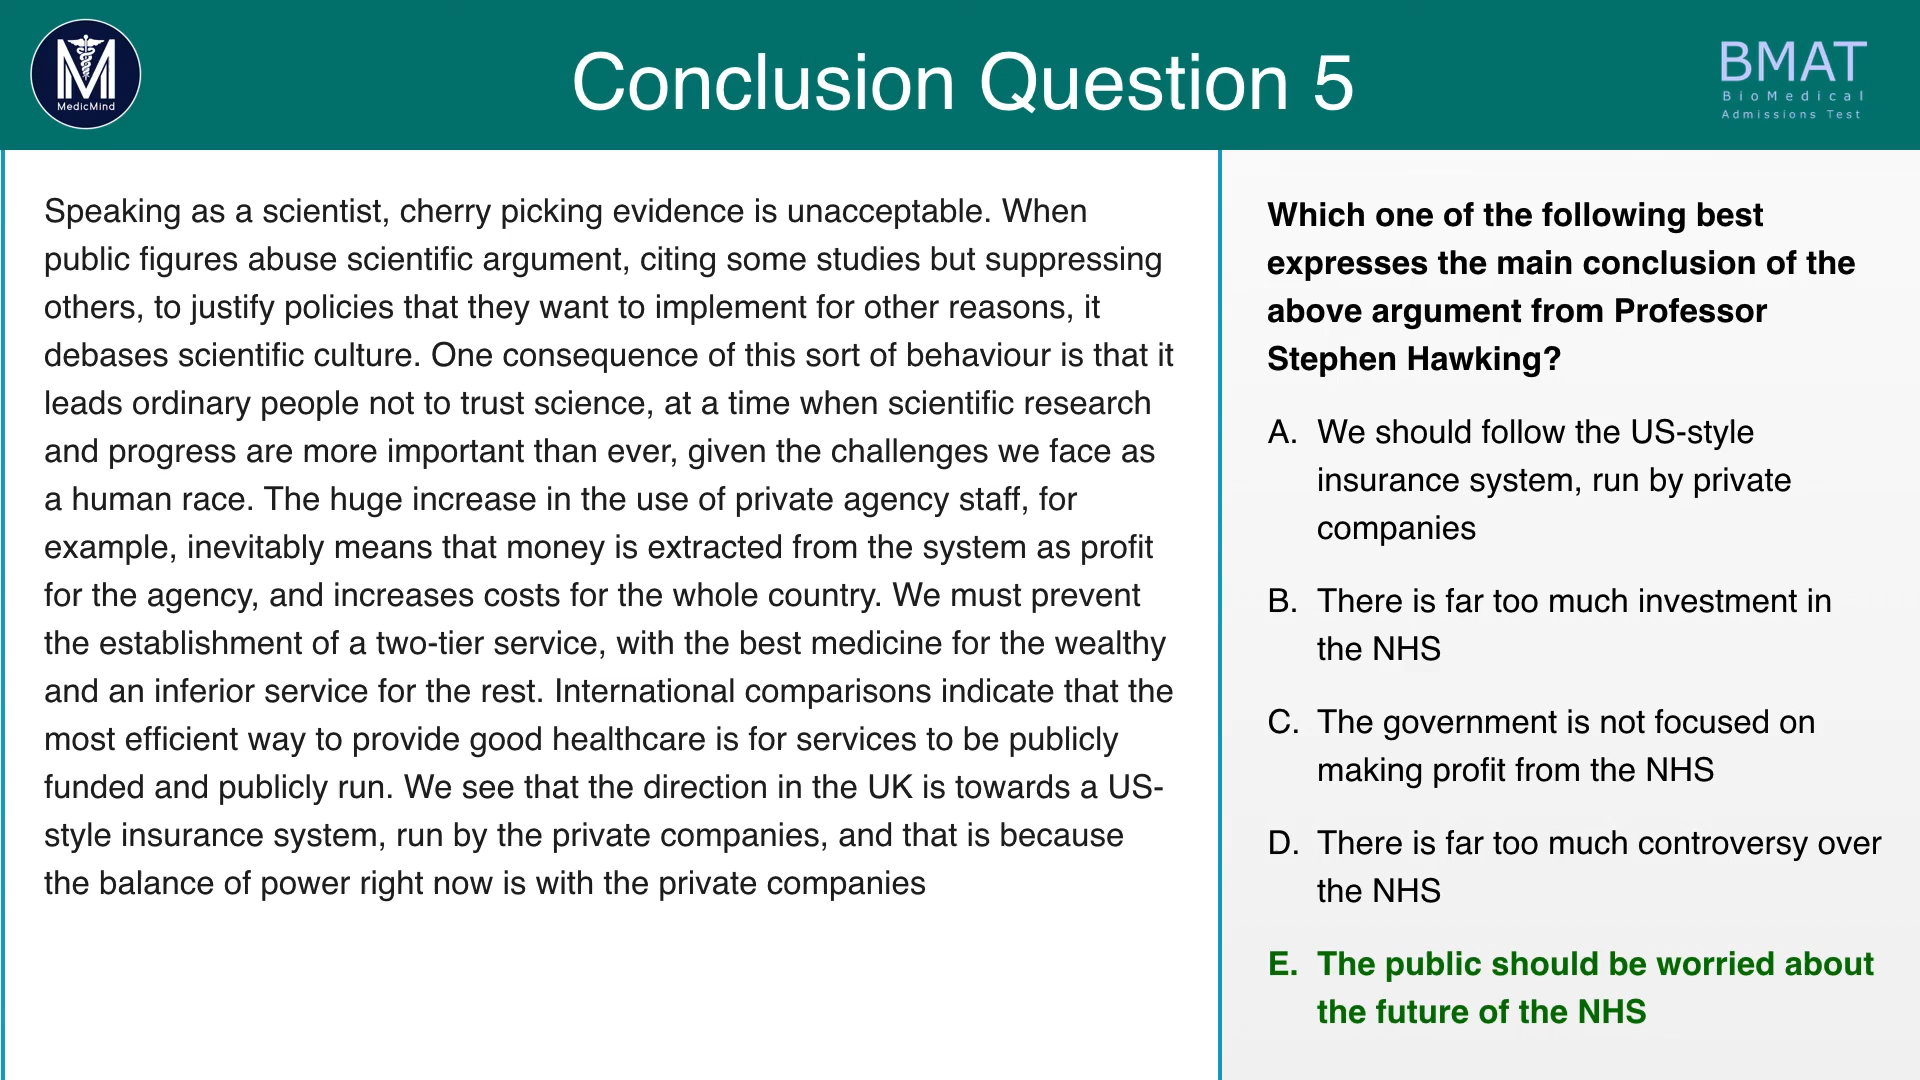 MedicMind
Conclusion Question 5
BMAT
BioMedical
Admissions Test
Speaking as a scientist, cherry picking evidence is unacceptable. When
public figures abuse scientific argument, citing some studies but suppressing
others, to justify policies that they want to implement for other reasons, it
debases scientific culture. One consequence of this sort of behaviour is that it
leads ordinary people not to trust science, at a time when scientific research
and progress are more important than ever, given the challenges we face as
a human race. The huge increase in the use of private agency staff, for
example, inevitably means that money is extracted from the system as profit
for the agency, and increases costs for the whole country. We must prevent
the establishment of a two-tier service, with the best medicine for the wealthy
and an inferior service for the rest. International comparisons indicate that the
most efficient way to provide good healthcare is for services to be publicly
funded and publicly run. We see that the direction in the UK is towards a US-
style insurance system, run by the private companies, and that is because
the balance of power right now is with the private companies
Which one of the following best
expresses the main conclusion of the
above argument from Professor
Stephen Hawking?
A. We should follow the US-style
insurance system, run by private
companies
B. There is far too much investment in
the NHS
C. The government is not focused on
making profit from the NHS
D. There is far too much controversy over
the NHS
E. The public should be worried about
the future of the NHS